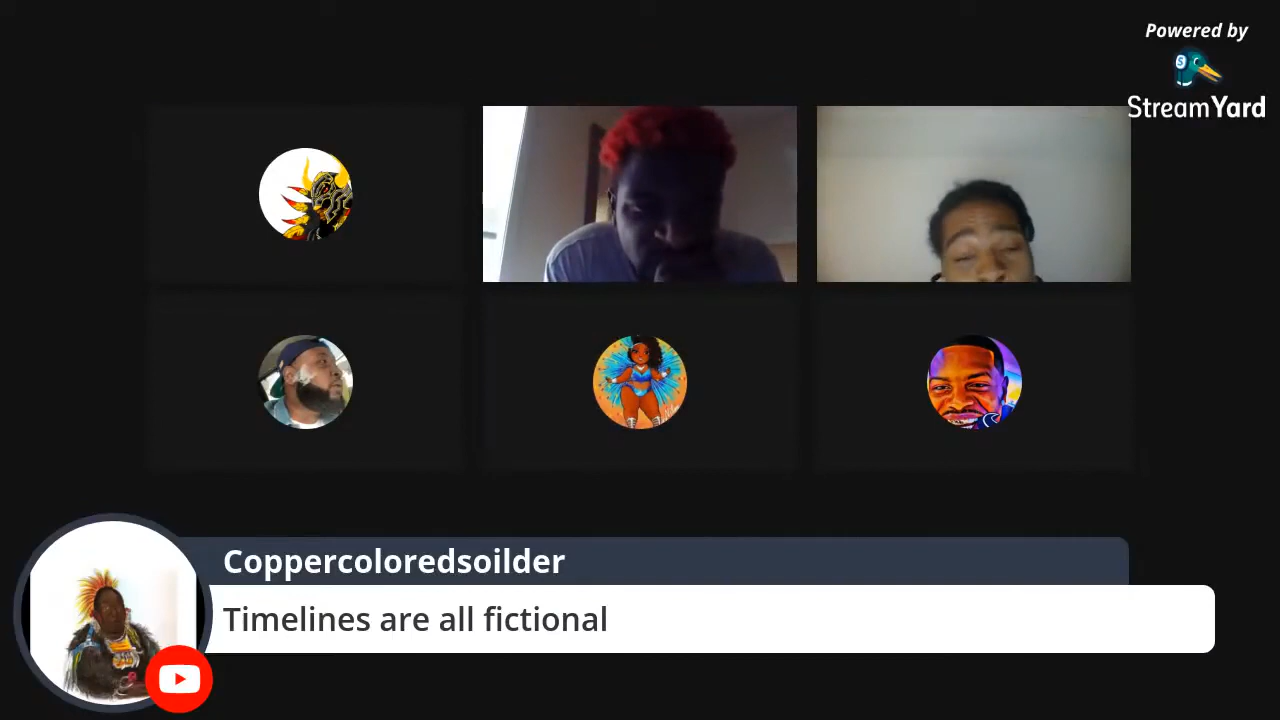 Powered by
StreamYard
Coppercoloredsoilder
Timelines are all fictional